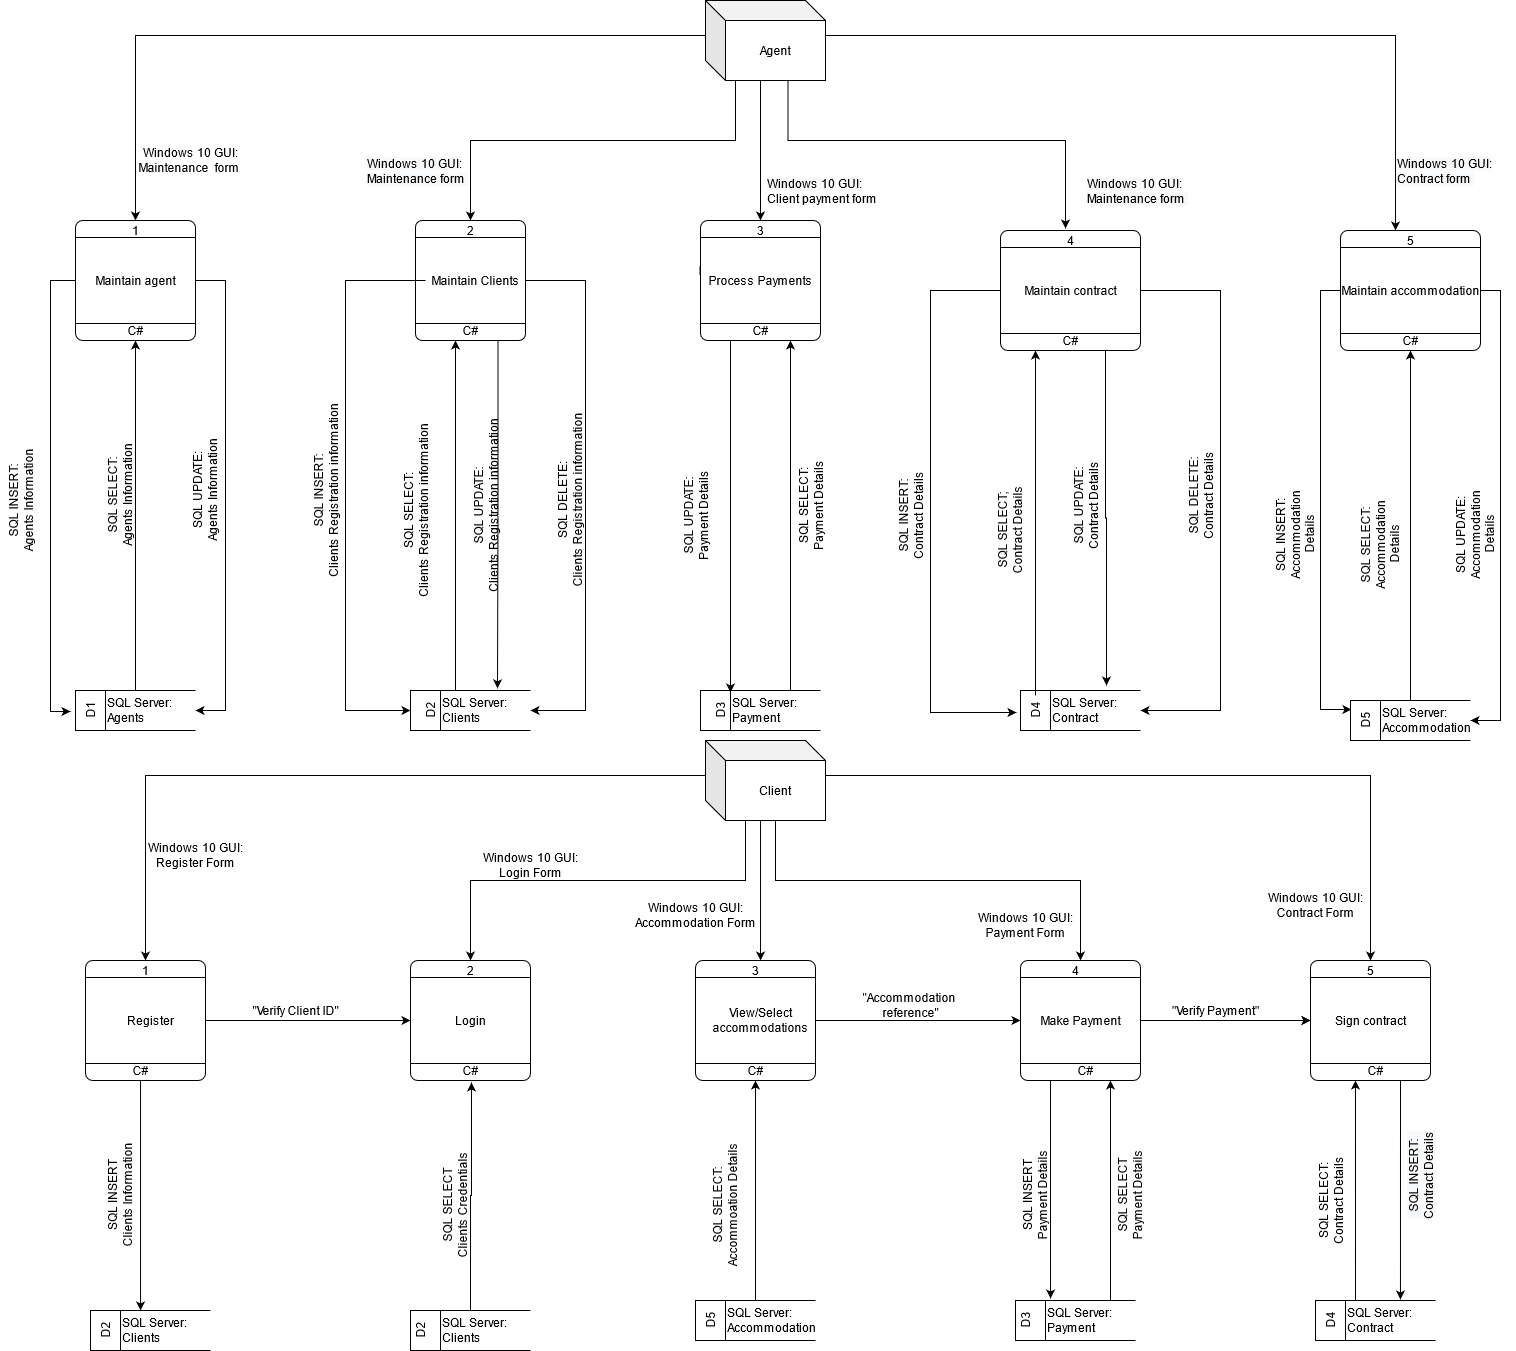 Agent
Windows 10 GUI:
Maintenance  form
Windows 10 GUI:
Maintenance form
Windows 10 GUI:
Client payment form
Windows 10 GUI:
Maintenance form
Windows 10 GUI:
Contract form
1
Maintain agent
C#
2
Maintain Clients
C#
3
Process Payments
C#
4
Maintain contract
C#
5
Maintain accommodation
C#
SQL INSERT:
Agents Information
SQL SELECT:
Agents Information
SQL UPDATE:
Agents Information
SQL INSERT:
Clients Registration information
SQL SELECT:
Clients Registration information
SQL UPDATE:
Clients Registration information
SQL DELETE:
Clients Registration information
SQL UPDATE:
Payment Details
SQL SELECT:
Payment Details
SQL INSERT:
Contract Details
SQL SELECT;
Contract Details
SQL UPDATE:
Contract Details
SQL DELETE:
Contract Details
SQL INSERT:
Accommodation
Details
SQL SELECT:
Accommodation
Details
SQL UPDATE:
Accommodation
Details
D1
SQL Server:
Agents
D2
SQL Server:
Clients
D3
SQL Server:
Payment
D4
SQL Server:
Contract
D5
SQL Server:
Accommodation
Client
Windows 10 GUI:
Register Form
Windows 10 GUI:
Login Form
Windows 10 GUI:
Accommodation Form
Windows 10 GUI:
Payment Form
Windows 10 GUI:
Contract Form
1
Register
C#
"Verify Client ID"
2
Login
C#
3
View/Select
accommodations
C#
"Accommodation
reference"
4
Make Payment
C#
"Verify Payment"
5
Sign contract
C#
SQL INSERT
Clients Information
SQL SELECT
Clients Credentials
SQL SELECT:
Accommoation Details
SQL INSERT
Payment Details
SQL SELECT
Payment Details
SQL SELECT:
Contract Details
SQL INSERT:
Contract Details
D2
SQL Server:
Clients
D2
SQL Server:
Clients
D5
SQL Server:
Accommodation
D3
SQL Server:
Payment
D4
SQL Server:
Contract